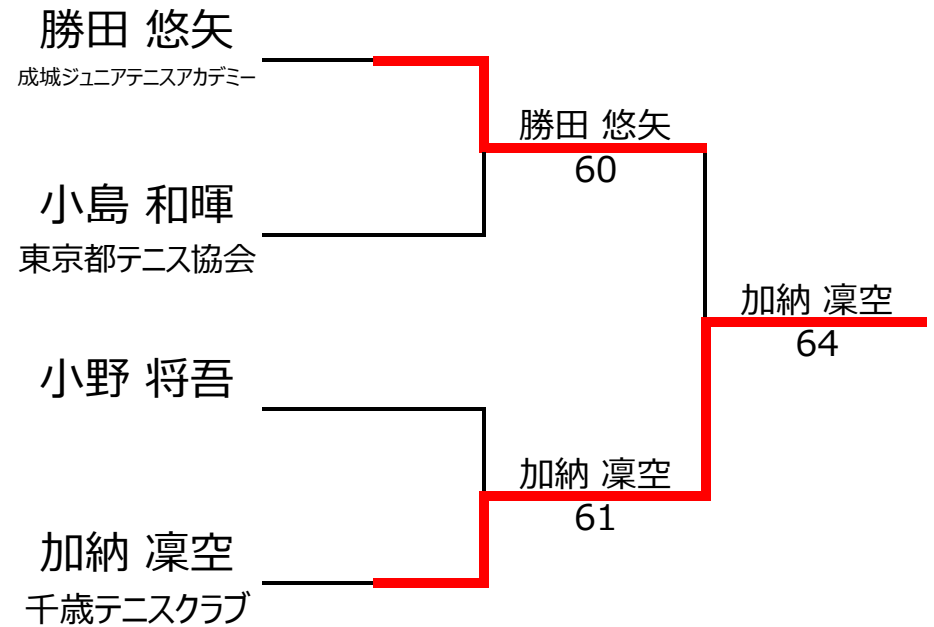 勝田 悠矢
成城ジュニアテニスアカデミー
勝田 悠矢
60
小島 和暉
東京都テニス協会
加納 凜空
64
小野 将吾
加納 凜空
61
加納 凜空
千歳テニスクラブ